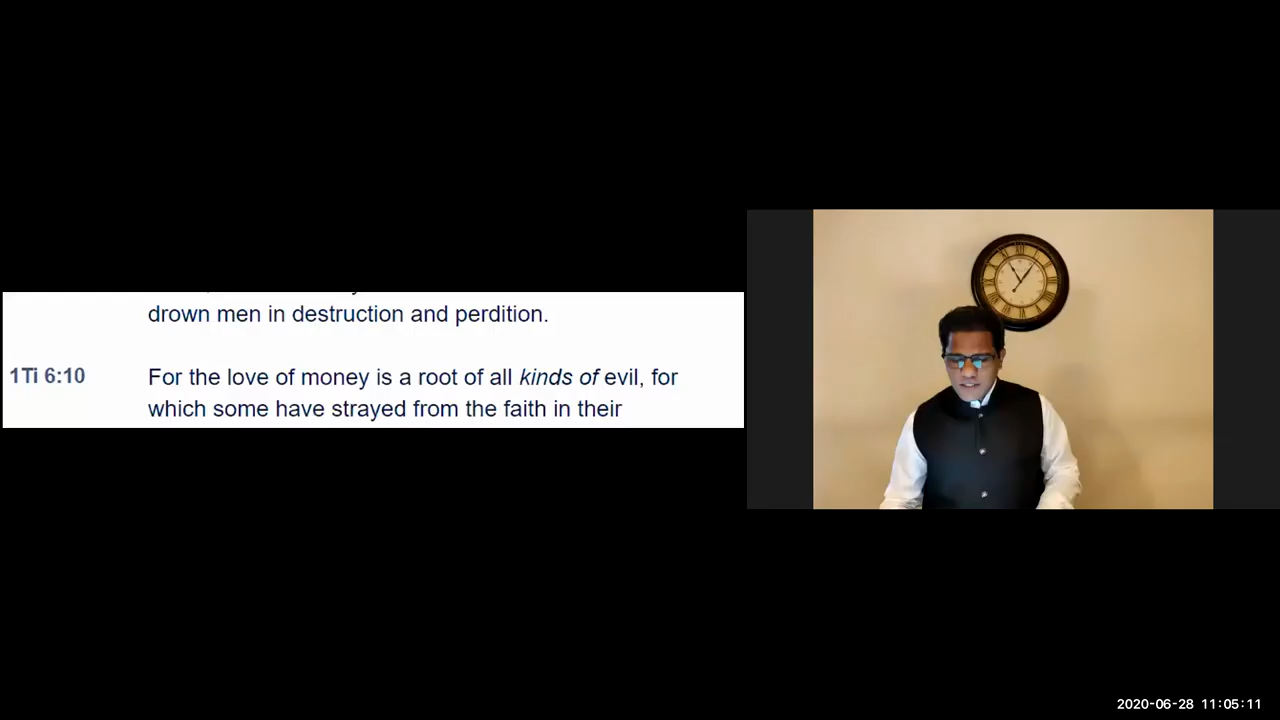 drown men in destruction and perdition.
1Ti 6:10 For the love of money is a root of all kinds of evil, for
which some have strayed from the faith in their
2020-06-28 11:05:11